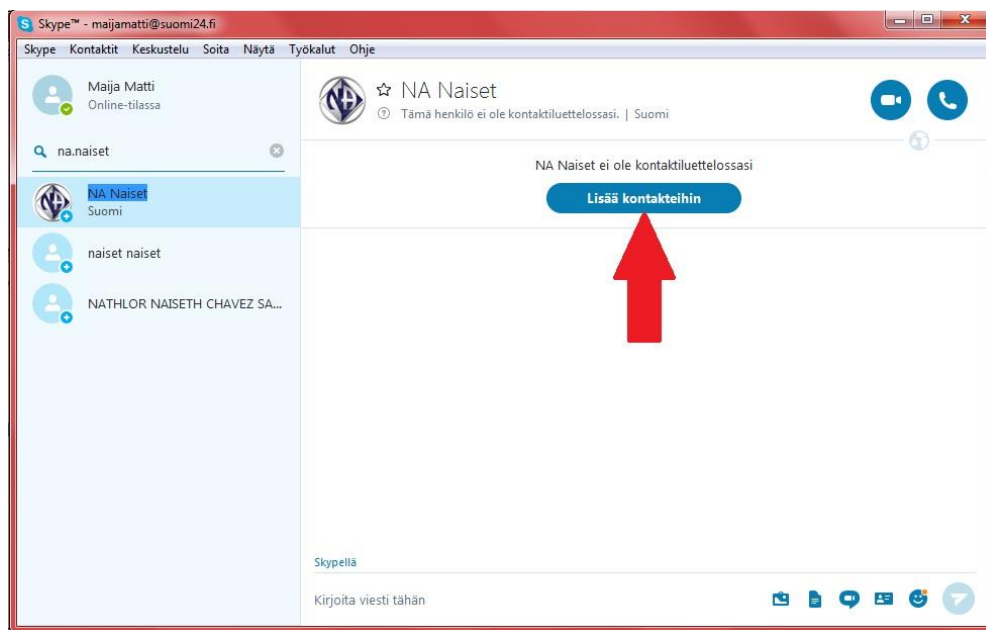 Skype™ - maijamatti@suomi24.fi
Skype Kontaktit Keskustelu Soita Näytä Työkalut Ohje
Maija Matti
Online-tilassa
na.naiset
NA Naiset
Suomi
naiset naiset
NATHLOR NAISETH CHAVEZ SA...
NA Naiset
Tämä henkilö ei ole kontaktiluettelossasi. | Suomi
NA Naiset ei ole kontaktiluettelossasi
Lisää kontakteihin
Skypellä
Kirjoita viesti tähän